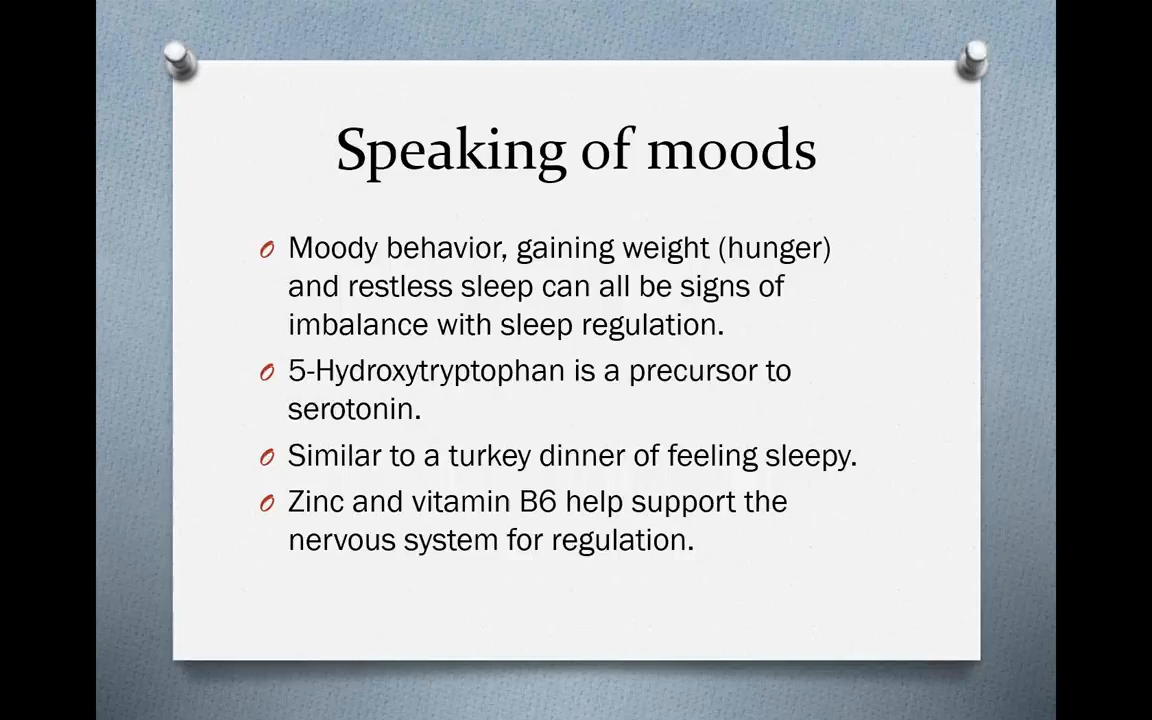 Speaking of moods
Moody behavior, gaining weight (hunger)
and restless sleep can all be signs of
imbalance with sleep regulation.
5-Hydroxytryptophan is a precursor to
serotonin.
Similar to a turkey dinner of feeling sleepy.
Zinc and vitamin B6 help support the
nervous system for regulation.